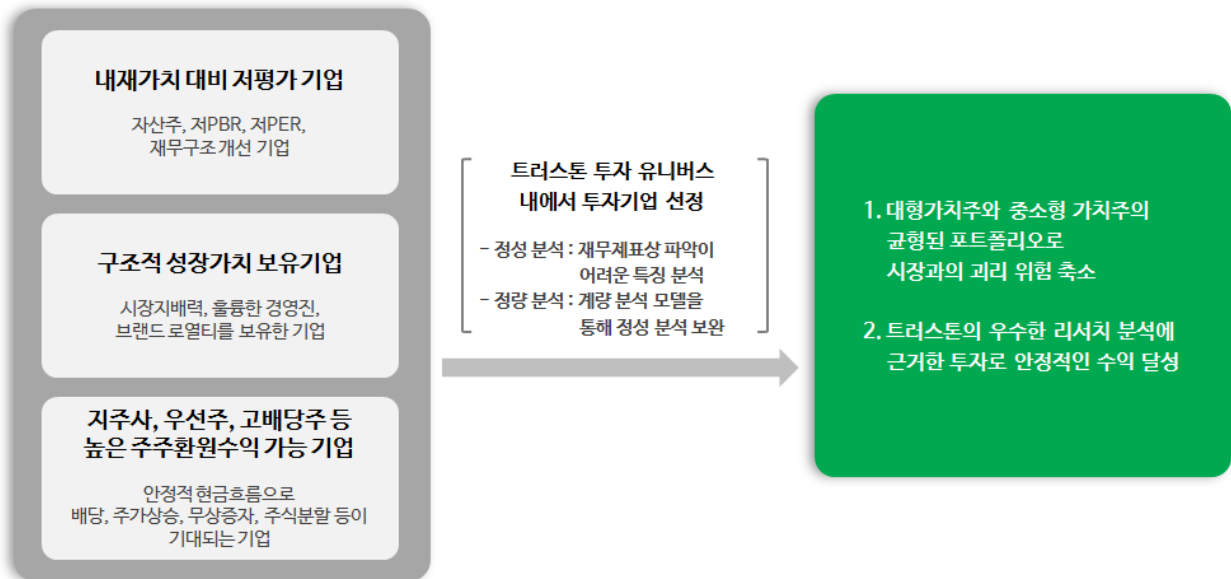 내재가치 대비 저평가 기업
자산주, 저PBR, 저PER,
재무구조 개선 기업
구조적 성장가치 보유기업
시장지배력, 훌륭한 경영진,
브랜드 로열티를 보유한 기업
지주사, 우선주, 고배당주 등
높은 주주환원수익 가능 기업
안정적 현금흐름으로
배당, 주가상승, 무상증자, 주식분할 등이
기대되는 기업
트러스톤 투자 유니버스
내에서 투자기업 선정
- 정성 분석 : 재무제표상 파악이
어려운 특징 분석
- 정량 분석 : 계량 분석 모델을
통해 정성 분석 보완
1. 대형가치주와 중소형 가치주의
균형된 포트폴리오로
시장과의 괴리 위험 축소
2. 트러스톤의 우수한 리서치 분석에
근거한 투자로 안정적인 수익 달성